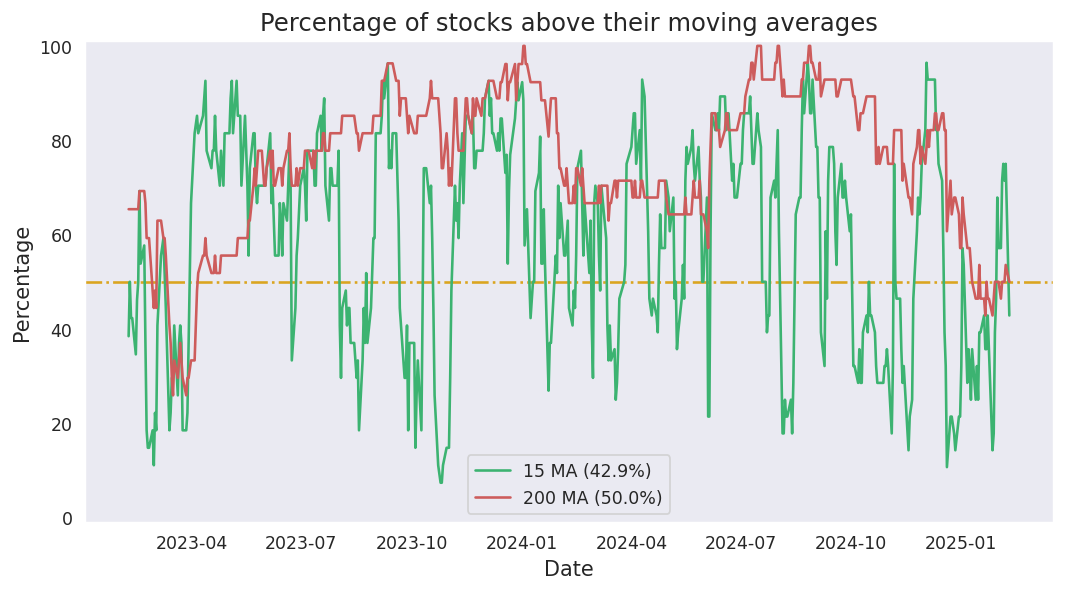 Percentage of stocks above their moving averages
Percentage
100
80
60
40
20
0
15 MA (42.9%)
200 MA (50.0%)
2023-04 2023-07 2023-10 2024-01 2024-04 2024-07 2024-10 2025-01
Date